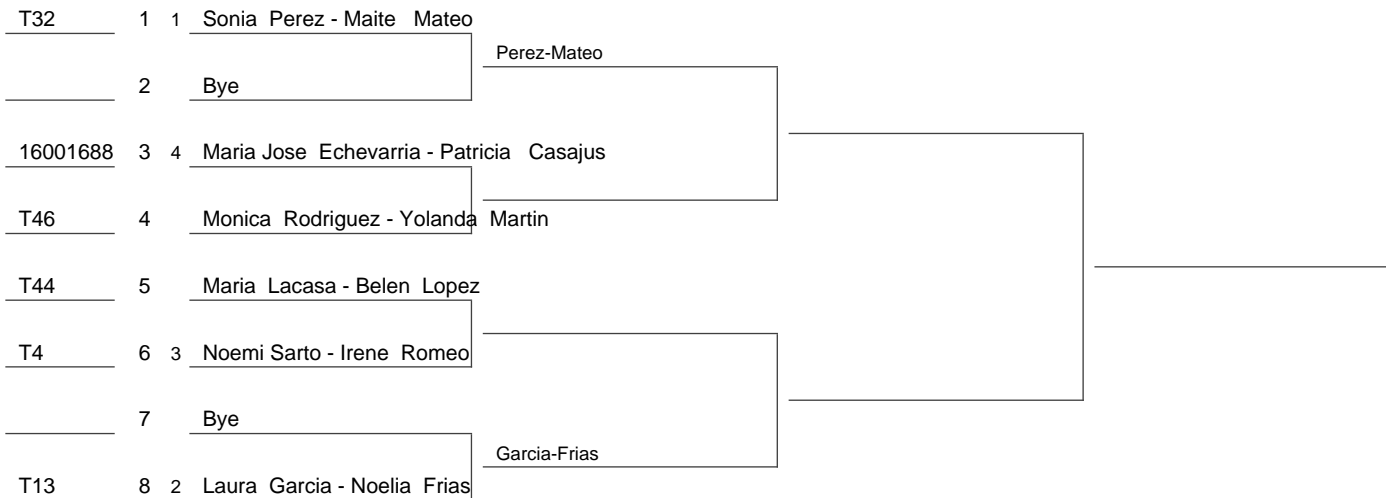 T32 1 1 Sonia Perez - Maite Mateo
Perez-Mateo
2 Bye
16001688 3 4 Maria Jose Echevarria - Patricia Casajus
T46 4 Monica Rodriguez - Yolanda Martin
T44 5 Maria Lacasa - Belen Lopez
T4 6 3 Noemi Sarto - Irene Romeo
7 Bye
Garcia-Frias
T13 8 2 Laura Garcia - Noelia Frias